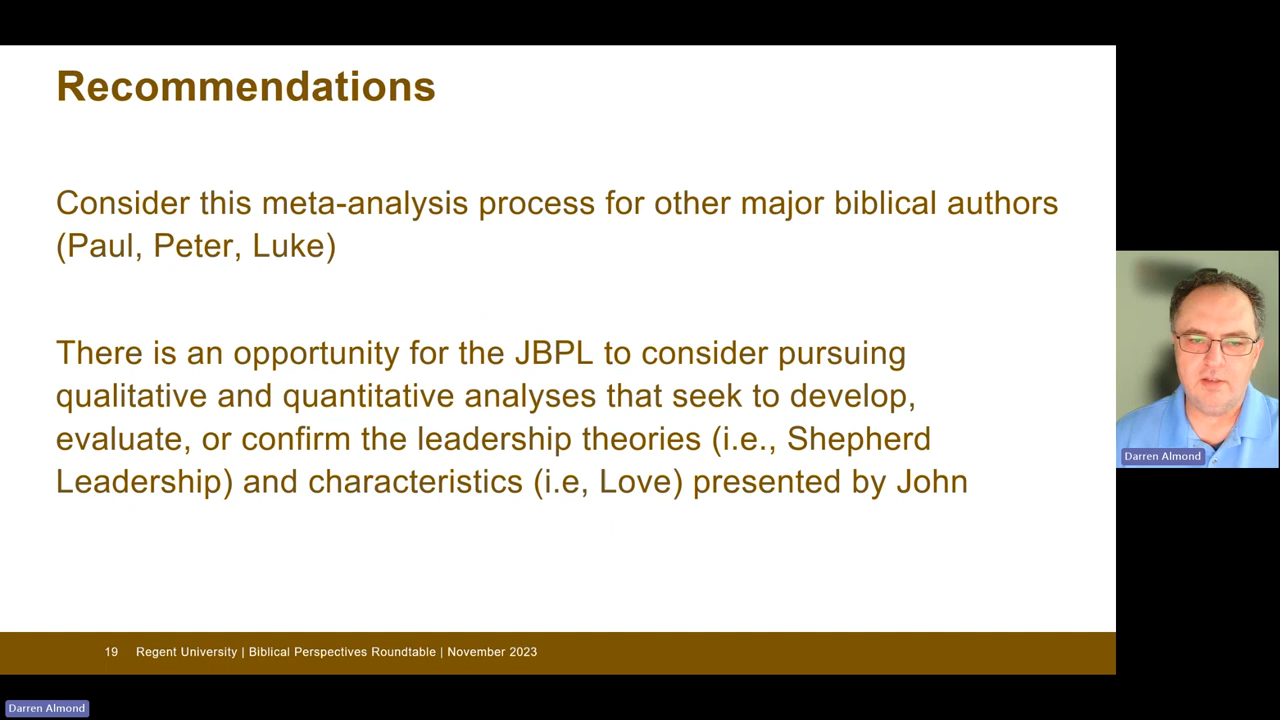 Recommendations
Consider this meta-analysis process for other major biblical authors
(Paul, Peter, Luke)
There is an opportunity for the JBPL to consider pursuing
qualitative and quantitative analyses that seek to develop,
evaluate, or confirm the leadership theories (i.e., Shepherd
Leadership) and characteristics (i.e, Love) presented by John
19 Regent University | Biblical Perspectives Roundtable | November 2023
Darren Almond
Darren Almond